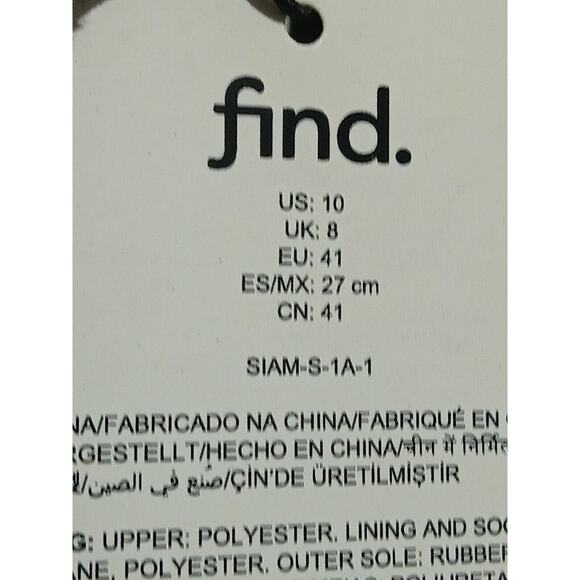 find.
US: 10
UK: 8
EU: 41
ES/MX: 27 cm
CN: 41
SIAM-S-1A-1
NA/FABRICADO NA CHINA/FABRIQUÉ EN
RGESTELLT/HECHO EN CHINA/चीन में निर्मित
صُنع في الصين/ÇİN'DE ÜRETİLMİŞTİR
G: UPPER: POLYESTER, LINING AND SOC
ANE, POLYESTER, OUTER SOLE: RUBBER